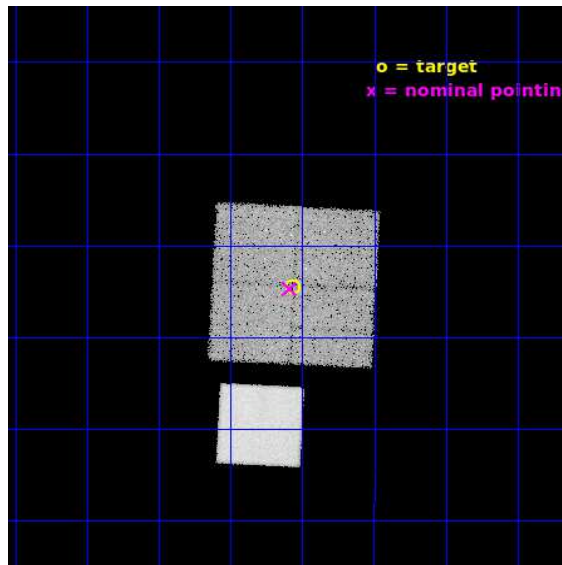 o = target
x = nominal pointin